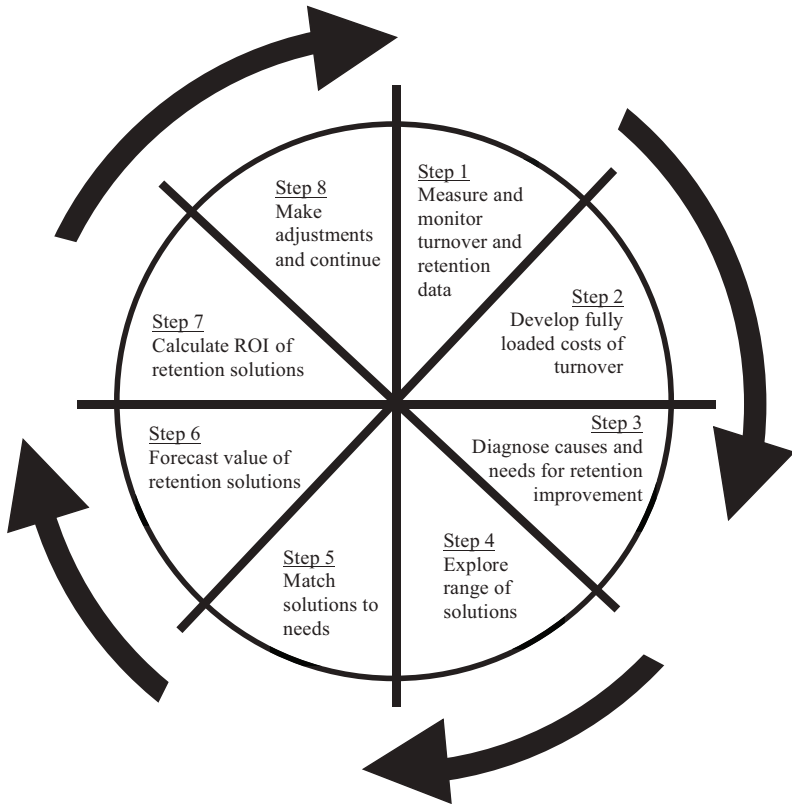 Step 1
Measure and
monitor
turnover and
retention
data
Step 2
Develop fully
loaded costs of
turnover
Step 3
Diagnose causes and
needs for retention
improvement
Step 4
Explore
range of
solutions
Step 5
Match
solutions to
needs
Step 6
Forecast value of
retention solutions
Step 7
Calculate ROI of
retention solutions
Step 8
Make
adjustments
and continue